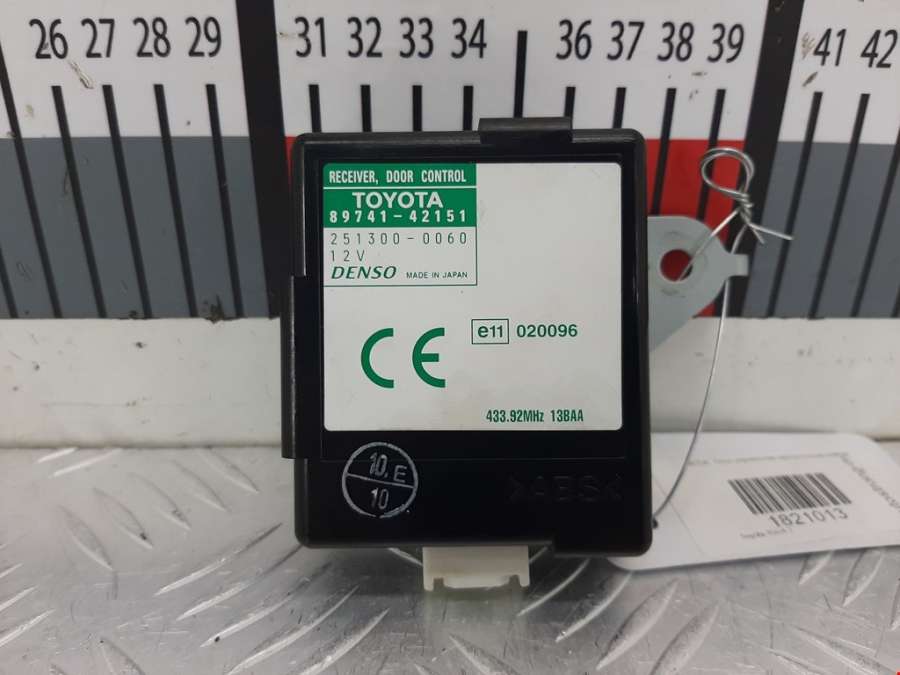 26 27 28 29 31 32 33 34 36 37 38 39 41 42
RECEIVER, DOOR CONTROL
TOYOTA
89741-42151
251300-0060
12V
DENSO MADE IN JAPAN
CE
e11 020096
433.92MHz 13BAA
10.E
10
>ABS<
1821013